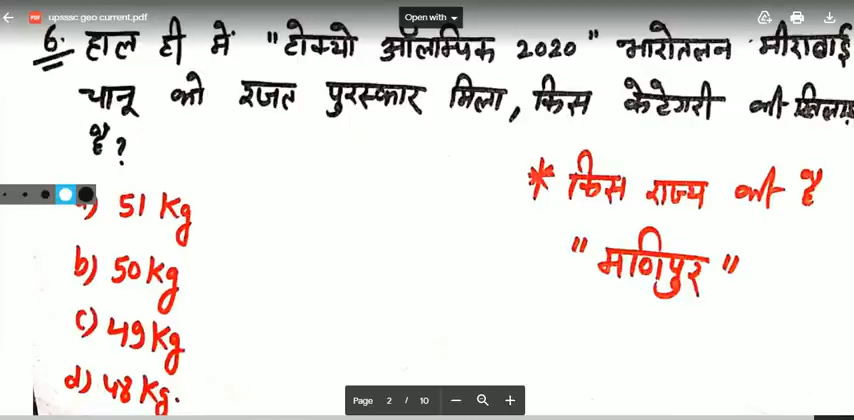 upsssc geo current.pdf
Open with
6. हाल ही में "टोक्यो ऑलम्पिक 2020" भारोतलन मीराबाई
चानू को रजत पुरस्कार मिला, किस केटेगरी की खिलाड़
है?
* किस राज्य की है
"मणिपुर"
a) 51 Kg
b) 50 Kg
c) 49 Kg
d) 48 Kg.
Page 2 / 10